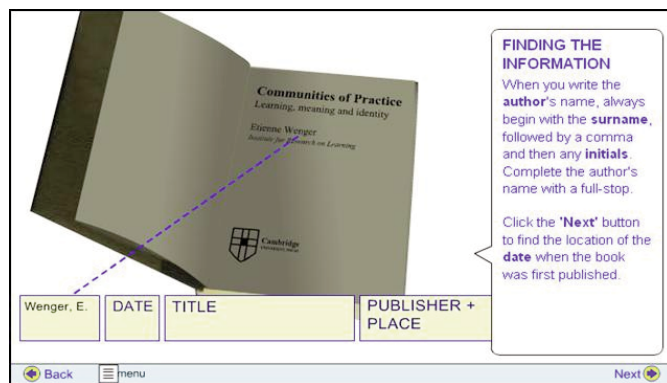 Communities of Practice
Learning, meaning and identity
Etienne Wenger
Institute for Research on Learning
Cambridge
UNIVERSITY PRESS
FINDING THE
INFORMATION
When you write the
author's name, always
begin with the surname,
followed by a comma
and then any initials.
Complete the author's
name with a full-stop.
Click the 'Next' button
to find the location of the
date when the book
was first published.
Wenger, E.
DATE
TITLE
PUBLISHER +
PLACE
Back
menu
Next